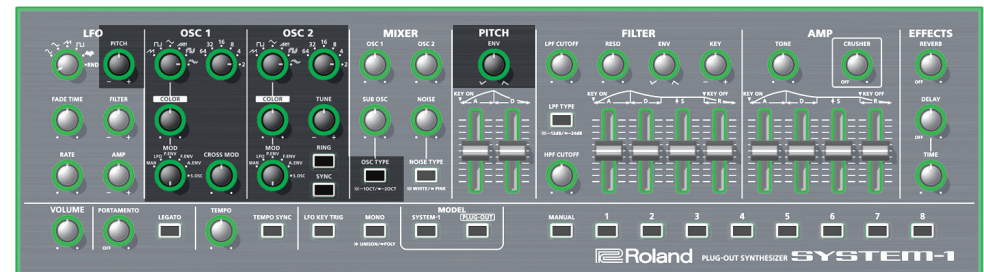 LFO
OSC 1
OSC 2
MIXER
PITCH
FILTER
AMP
EFFECTS
RND
PITCH
64 32 16 8 4 2
64 32 16 8 4 2
OSC 1
OSC 2
ENV
LPF CUTOFF
RESO
ENV
KEY
TONE
CRUSHER
OFF
REVERB
OFF
FADE TIME
FILTER
COLOR
COLOR
TUNE
SUB OSC
NOISE
KEY ON
A
D
KEY ON
KEY OFF
A
D
S
R
KEY ON
KEY OFF
A
D
S
R
LPF TYPE
-12dB/ -24dB
DELAY
OFF
RATE
AMP
MOD
MAN
LFO
P.ENV
F.ENV
A.ENV
S.OSC
CROSS MOD
MOD
MAN
LFO
P.ENV
F.ENV
A.ENV
S.OSC
RING
SYNC
OSC TYPE
-1OCT/ -2OCT
NOISE TYPE
WHITE/ PINK
HPF CUTOFF
TIME
VOLUME
PORTAMENTO
OFF
LEGATO
TEMPO
TEMPO SYNC
LFO KEY TRIG
MONO
UNISON/ POLY
MODEL
SYSTEM-1
PLUG-OUT
MANUAL
1
2
3
4
5
6
7
8
Roland PLUG-OUT SYNTHESIZER SYSTEM-1